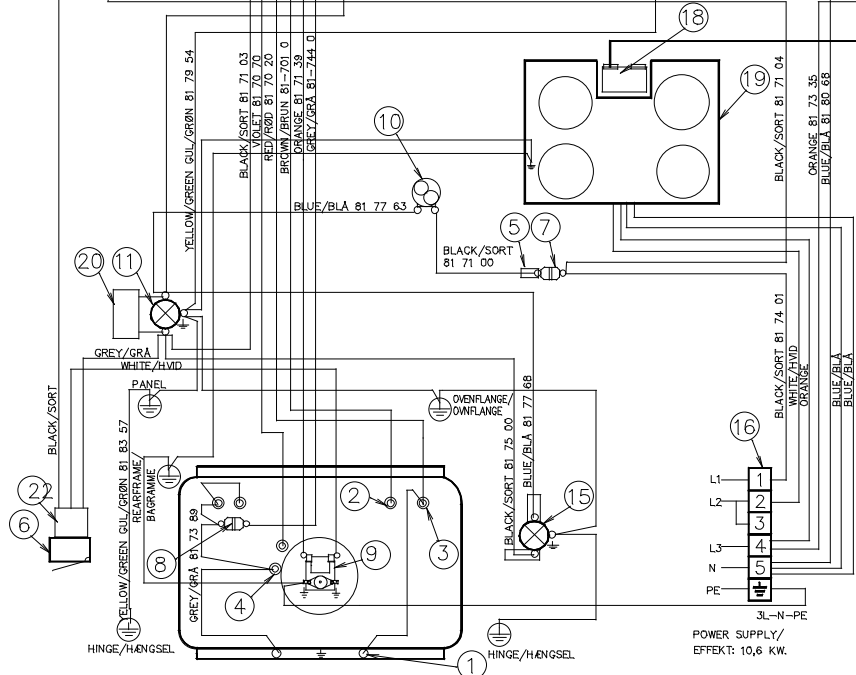 18
19
10
5
7
20
11
22
6
2
3
8
9
4
1
15
16
YELLOW/GREEN GUL/GRØN 81 79 54
BLACK/SORT 81 71 03
VIOLET 81 70 70
RED/RØD 81 70 20
BROWN/BRUN 81-701 0
ORANGE 81 71 39
GREY/GRÅ 81-744 0
BLACK/SORT 81 71 04
ORANGE 81 73 35
BLUE/BLÅ 81 80 68
BLUE/BLÅ 81 77 63
BLACK/SORT
81 71 00
GREY/GRÅ
WHITE/HVID
PANEL
OVENFLANGE/
OVNFLANGE
BLACK/SORT
YELLOW/GREEN GUL/GRØN 81 83 57
REARFRAME/
BAGRAMME
GREY/GRÅ 81 73 89
BLACK/SORT 81 75 00
BLUE/BLÅ 81 77 68
BLACK/SORT 81 74 01
WHITE/HVID
ORANGE
BLUE/BLÅ
BLUE/BLÅ
L1 1
L2 2
3
L3 4
N 5
PE
3L-N-PE
POWER SUPPLY/
EFFEKT: 10,6 KW.
HINGE/HÆNGSEL
HINGE/HÆNGSEL